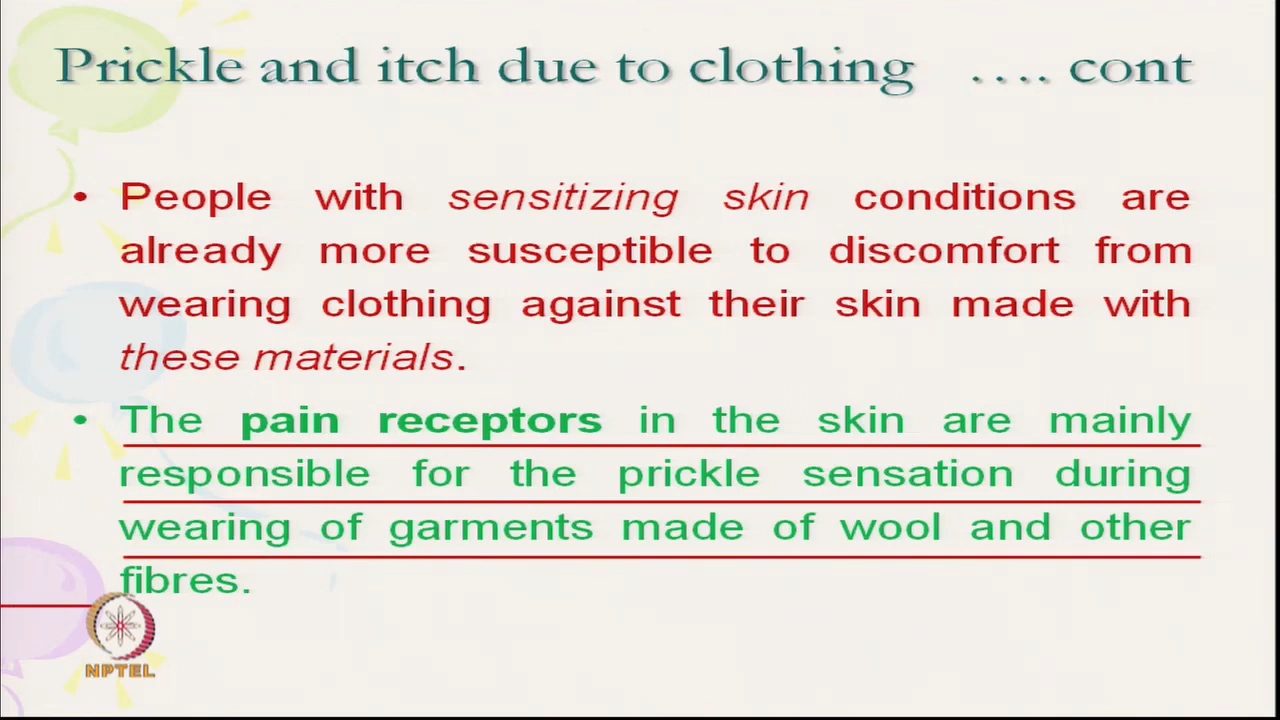 Prickle and itch due to clothing …. cont
• People with sensitizing skin conditions are
already more susceptible to discomfort from
wearing clothing against their skin made with
these materials.
• The pain receptors in the skin are mainly
responsible for the prickle sensation during
wearing of garments made of wool and other
fibres.
NPTEL